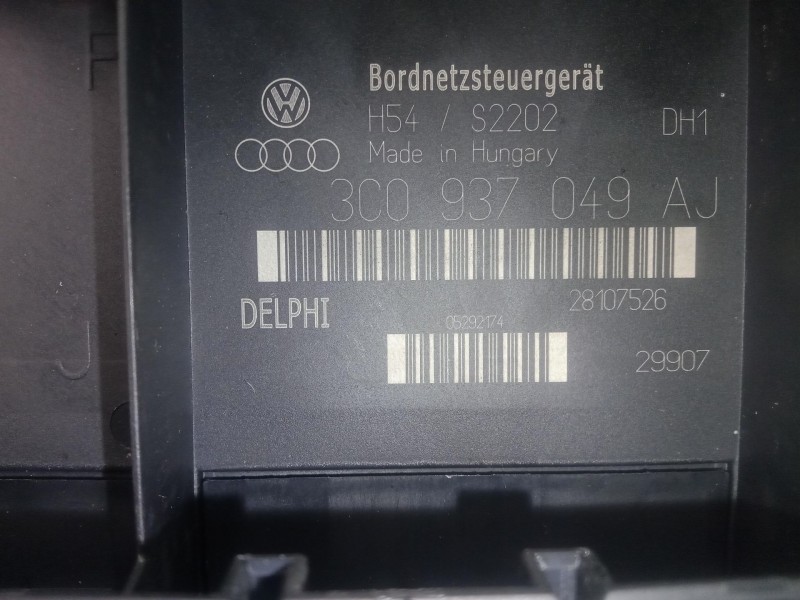 Bordnetzsteuergerät
H54 / S2202 DH1
Made in Hungary
3C0 937 049 AJ
28107526
DELPHI
05292174
29907
J